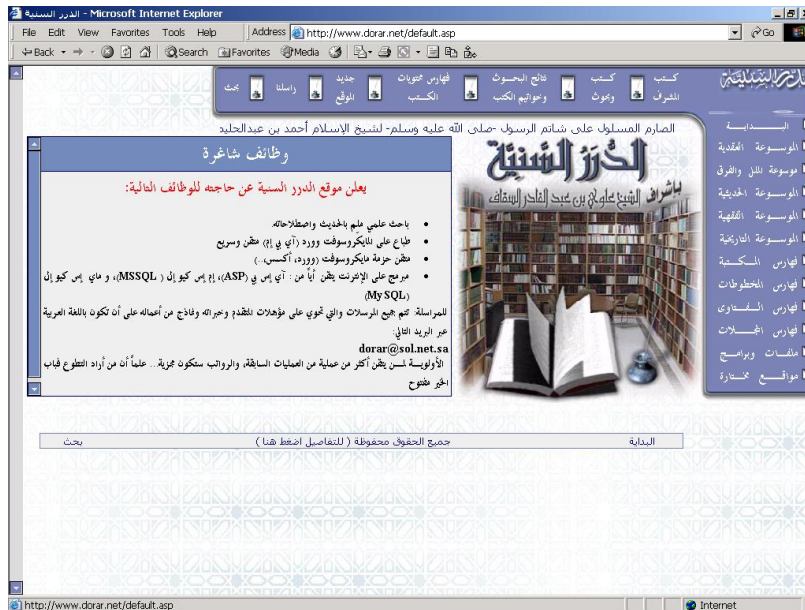 الدرر السنية - Microsoft Internet Explorer
File Edit View Favorites Tools Help
Address http://www.dorar.net/default.asp
Go
Back Search Favorites Media
كتب المشرف
كتب وبحوث
نتائج البحوث وخواتيم الكتب
فهارس محتويات الكتب
جديد الموقع
راسلنا
بحث
الدرر السنية
الصارم المسلول على شاتم الرسول -صلى الله عليه وسلم- لشيخ الإسلام أحمد بن عبدالحليم
البـــداية
الموسوعة العقدية
موسوعة الملل والفرق
الموسوعة الحديثية
الموسوعة الفقهية
الموسوعة التاريخية
فهارس المكتبة
فهارس المخطوطات
فهارس الفتاوى
فهارس المجلات
ملفات وبرامج
مواقع مختارة
الدرر السنية
بإشراف الشيخ علوي بن عبد القادر السقاف
وظائف شاغرة
يعلن موقع الدرر السنية عن حاجته للوظائف التالية:
باحث علمي ملم بالحديث واصطلاحاته.
طباع على المايكروسوفت وورد (آي بي إم) متقن وسريع
متقن حزمة مايكروسوفت (وورد، أكسس،..)
مبرمج على الإنترنت يتقن أياً من : آي إس بي (ASP)، إم إس كيو إل ( MSSQL)، و ماي إس كيو إل
(My SQL)
للمراسلة: تتم جميع المرسلات والتي تحوي على مؤهلات المتقدم وخبراته ونماذج من أعماله على أن تكون باللغة العربية
عبر البريد التالي:
dorar@sol.net.sa
الأولويــة لمــن يتقن أكثر من عملية من العمليات السابقة، والرواتب ستكون مجزية... علماً أن من أراد التطوع فباب
الخير مفتوح
البداية
جميع الحقوق محفوظة ( للتفاصيل اضغط هنا )
بحث
http://www.dorar.net/default.asp
Internet